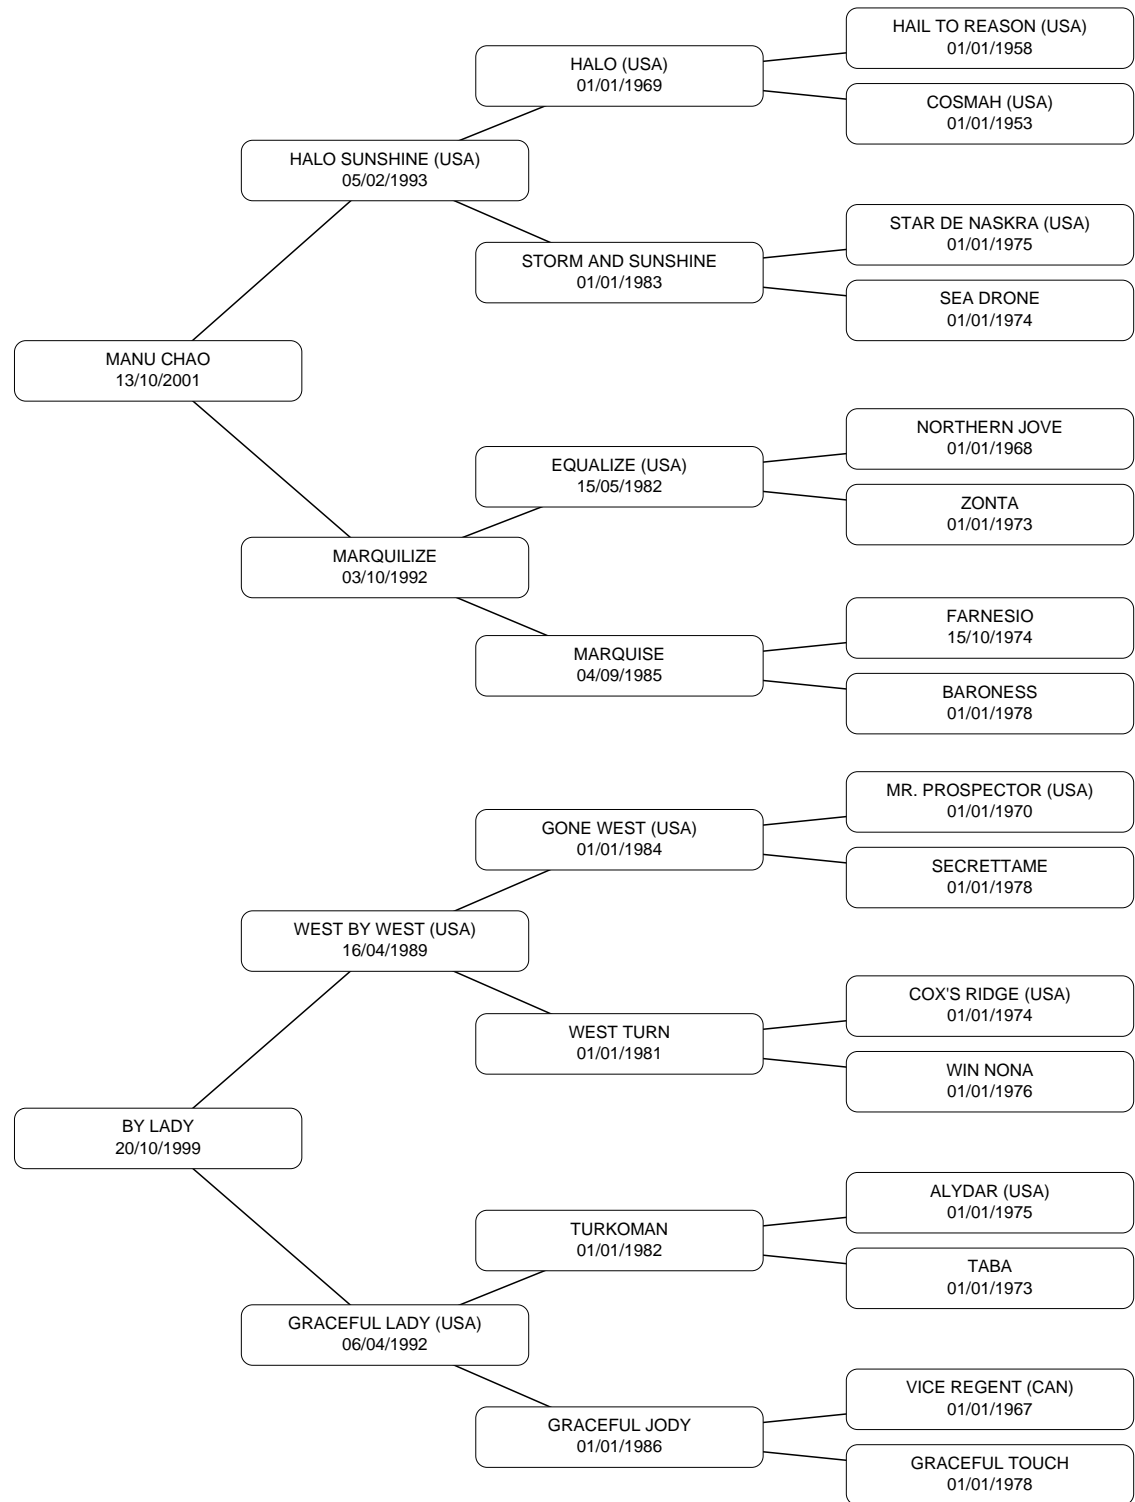 HAIL TO REASON (USA)
01/01/1958
HALO (USA)
01/01/1969
COSMAH (USA)
01/01/1953
HALO SUNSHINE (USA)
05/02/1993
STAR DE NASKRA (USA)
01/01/1975
STORM AND SUNSHINE
01/01/1983
SEA DRONE
01/01/1974
MANU CHAO
13/10/2001
NORTHERN JOVE
01/01/1968
EQUALIZE (USA)
15/05/1982
ZONTA
01/01/1973
MARQUILIZE
03/10/1992
FARNESIO
15/10/1974
MARQUISE
04/09/1985
BARONESS
01/01/1978
MR. PROSPECTOR (USA)
01/01/1970
GONE WEST (USA)
01/01/1984
SECRETTAME
01/01/1978
WEST BY WEST (USA)
16/04/1989
COX'S RIDGE (USA)
01/01/1974
WEST TURN
01/01/1981
WIN NONA
01/01/1976
BY LADY
20/10/1999
ALYDAR (USA)
01/01/1975
TURKOMAN
01/01/1982
TABA
01/01/1973
GRACEFUL LADY (USA)
06/04/1992
VICE REGENT (CAN)
01/01/1967
GRACEFUL JODY
01/01/1986
GRACEFUL TOUCH
01/01/1978